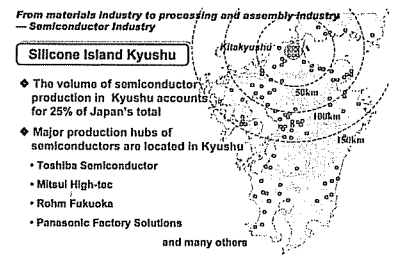 From materials industry to processing and assembly industry
— Semiconductor Industry
Silicone Island Kyushu
Kitakyushu
❖ The volume of semiconductor
production in Kyushu accounts
for 25% of Japan's total
50km
100km
150km
❖ Major production hubs of
semiconductors are located in Kyushu
• Toshiba Semiconductor
• Mitsui High-tec
• Rohm Fukuoka
• Panasonic Factory Solutions
and many others